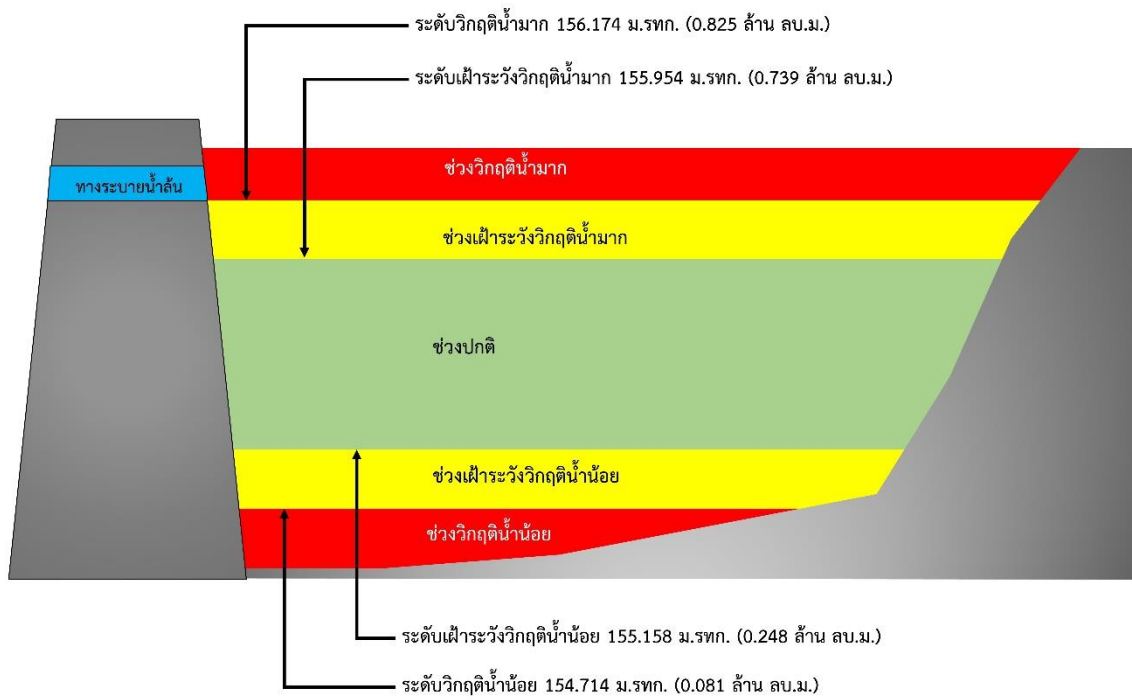 ระดับวิกฤติน้ำมาก 156.174 ม.รทก. (0.825 ล้าน ลบ.ม.)
ระดับเฝ้าระวังวิกฤติน้ำมาก 155.954 ม.รทก. (0.739 ล้าน ลบ.ม.)
ช่วงวิกฤติน้ำมาก
ทางระบายน้ำล้น
ช่วงเฝ้าระวังวิกฤติน้ำมาก
ช่วงปกติ
ช่วงเฝ้าระวังวิกฤติน้ำน้อย
ช่วงวิกฤติน้ำน้อย
ระดับเฝ้าระวังวิกฤติน้ำน้อย 155.158 ม.รทก. (0.248 ล้าน ลบ.ม.)
ระดับวิกฤติน้ำน้อย 154.714 ม.รทก. (0.081 ล้าน ลบ.ม.)